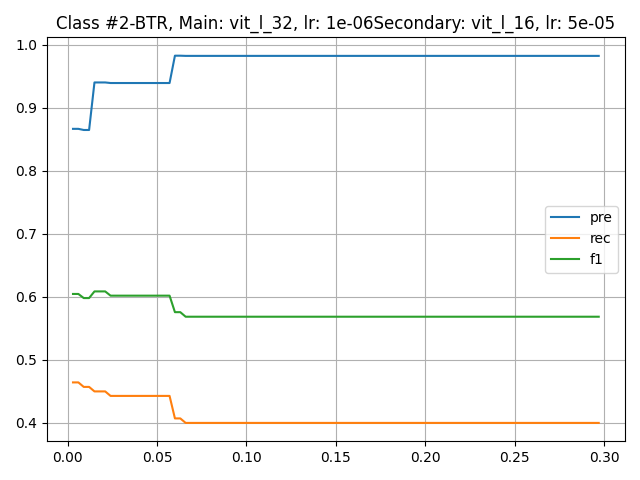 Class #2-BTR, Main: vit_l_32, lr: 1e-06Secondary: vit_l_16, lr: 5e-05
1.0
0.9
0.8
0.7
0.6
0.5
0.4
pre
rec
f1
0.00 0.05 0.10 0.15 0.20 0.25 0.30